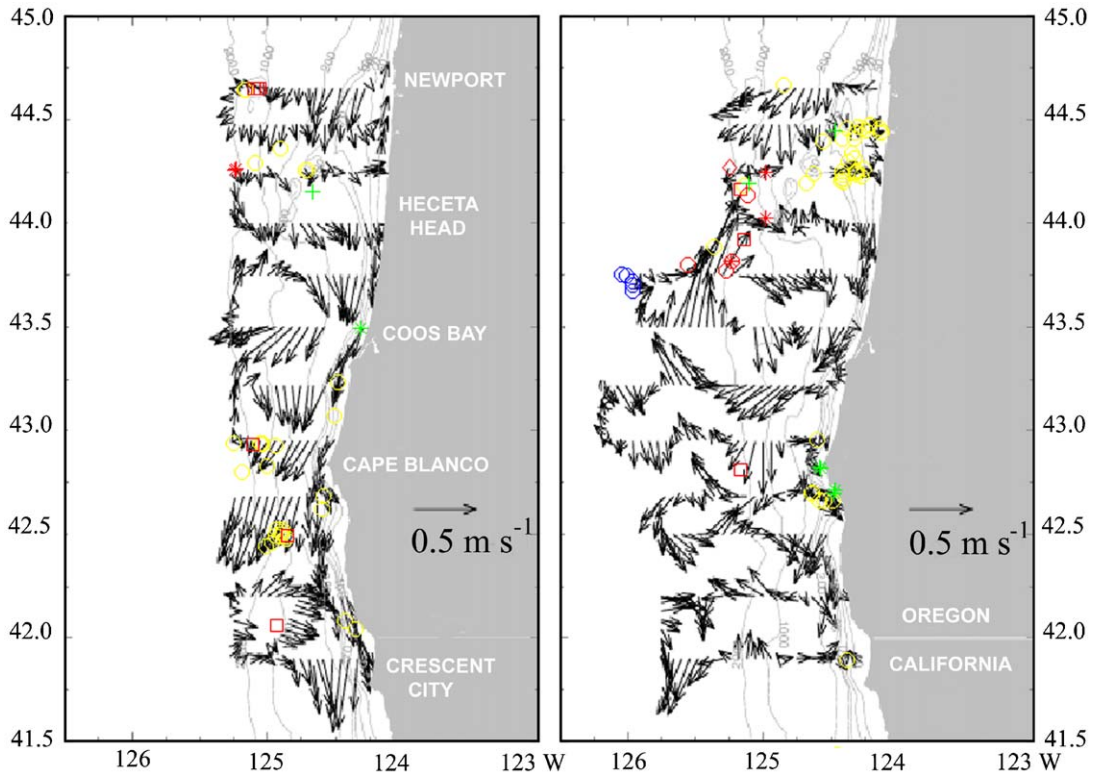 45.0
44.5
44.0
43.5
43.0
42.5
42.0
41.5
NEWPORT
HECETA
HEAD
COOS BAY
CAPE BLANCO
0.5 m s⁻¹
CRESCENT
CITY
126
125
124
123 W
0.5 m s⁻¹
OREGON
CALIFORNIA
126
125
124
123 W
45.0
44.5
44.0
43.5
43.0
42.5
42.0
41.5
1000
1000